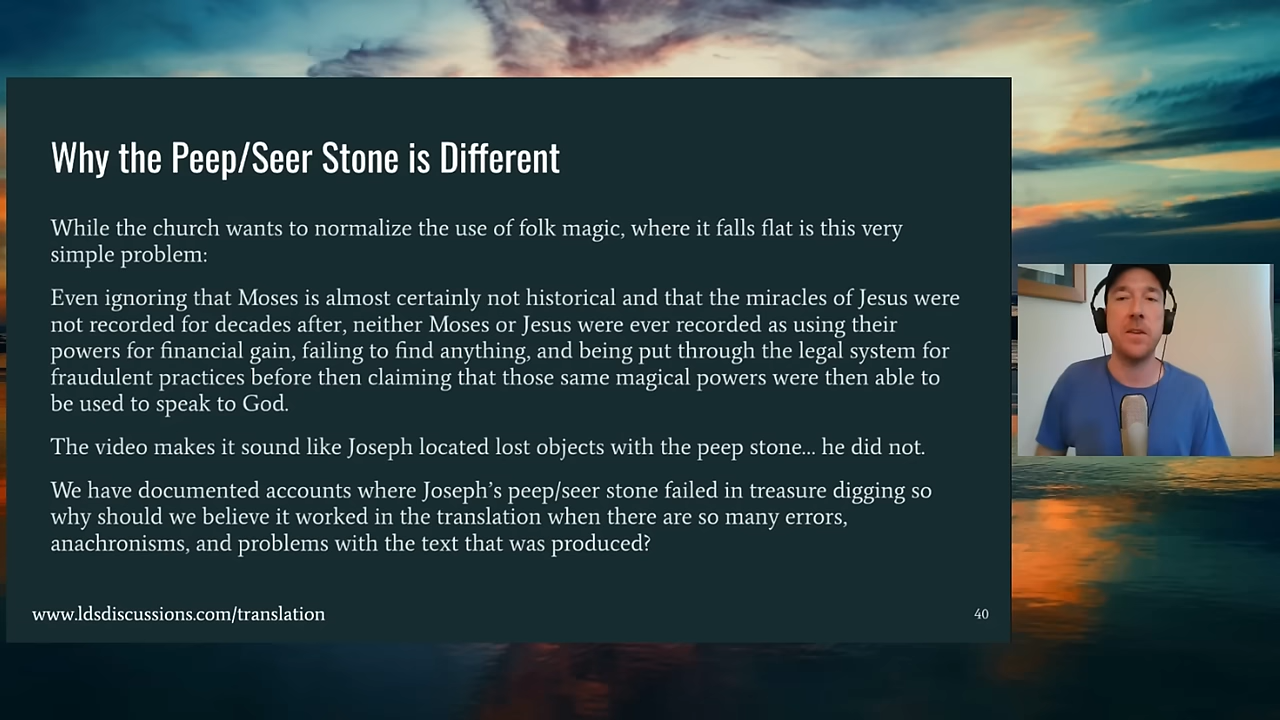 Why the Peep/Seer Stone is Different
While the church wants to normalize the use of folk magic, where it falls flat is this very
simple problem:
Even ignoring that Moses is almost certainly not historical and that the miracles of Jesus were
not recorded for decades after, neither Moses or Jesus were ever recorded as using their
powers for financial gain, failing to find anything, and being put through the legal system for
fraudulent practices before then claiming that those same magical powers were then able to
be used to speak to God.
The video makes it sound like Joseph located lost objects with the peep stone... he did not.
We have documented accounts where Joseph’s peep/seer stone failed in treasure digging so
why should we believe it worked in the translation when there are so many errors,
anachronisms, and problems with the text that was produced?
www.ldsdiscussions.com/translation
40